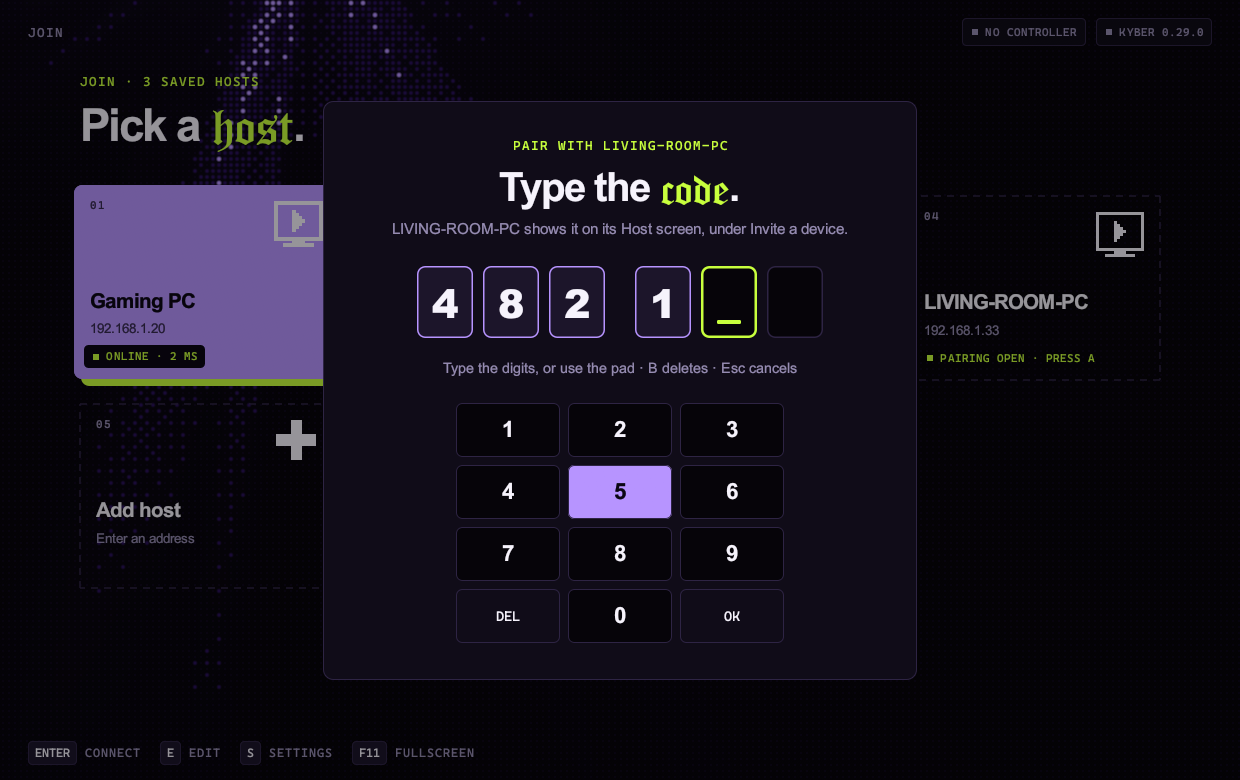 JOIN
NO CONTROLLER
KYBER 0.29.0
JOIN · 3 SAVED HOSTS
Pick a host.
01
Gaming PC
192.168.1.20
ONLINE · 2 MS
04
LIVING-ROOM-PC
192.168.1.33
PAIRING OPEN · PRESS A
05
Add host
Enter an address
PAIR WITH LIVING-ROOM-PC
Type the code.
LIVING-ROOM-PC shows it on its Host screen, under Invite a device.
4 8 2 1 _
Type the digits, or use the pad · B deletes · Esc cancels
1 2 3
4 5 6
7 8 9
DEL 0 OK
ENTER CONNECT E EDIT S SETTINGS F11 FULLSCREEN